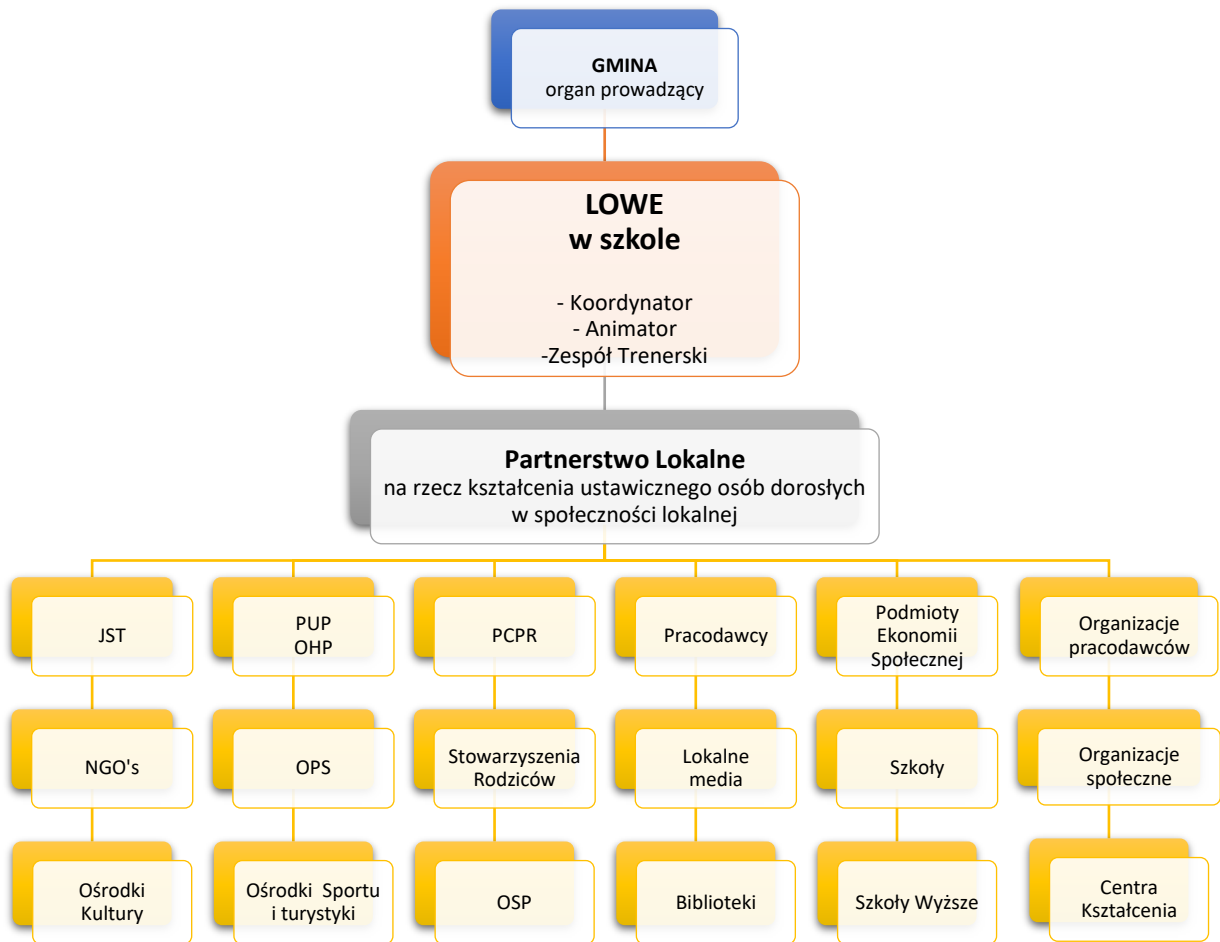 GMINA
organ prowadzący
LOWE
w szkole
- Koordynator
- Animator
-Zespół Trenerski
Partnerstwo Lokalne
na rzecz kształcenia ustawicznego osób dorosłych
w społeczności lokalnej
JST
PUP
OHP
PCPR
Pracodawcy
Podmioty
Ekonomii
Społecznej
Organizacje
pracodawców
NGO's
OPS
Stowarzyszenia
Rodziców
Lokalne
media
Szkoły
Organizacje
społeczne
Ośrodki
Kultury
Ośrodki Sportu
i turystyki
OSP
Biblioteki
Szkoły Wyższe
Centra
Kształcenia